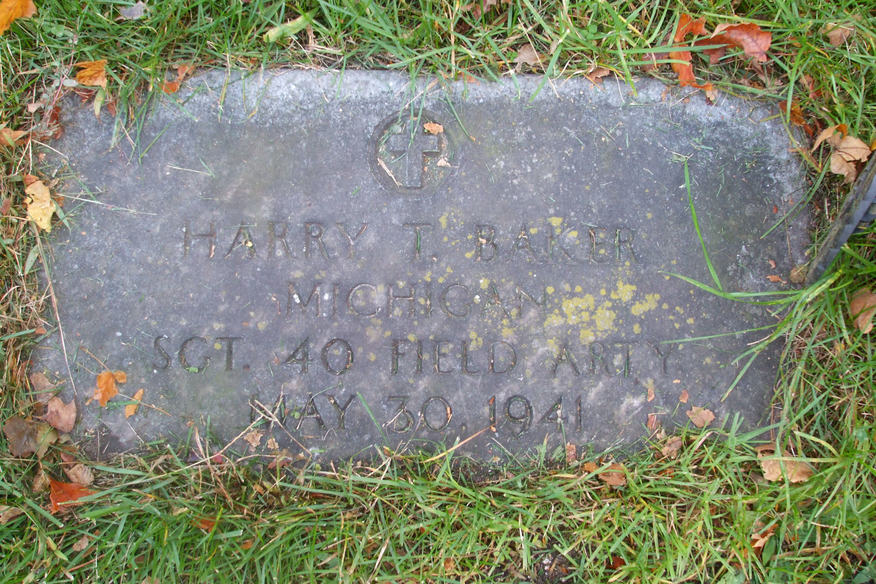 HARRY T BAKER
MICHIGAN
SGT. 40 FIELD ARTY.
MAY 30, 1941